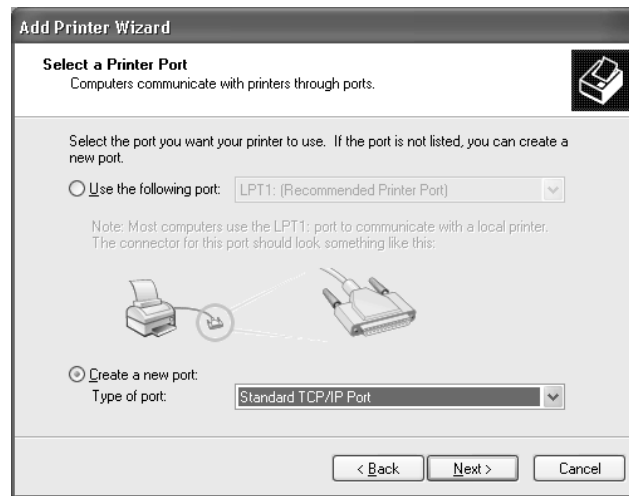 Add Printer Wizard
Select a Printer Port
Computers communicate with printers through ports.
Select the port you want your printer to use. If the port is not listed, you can create a
new port.
Use the following port: LPT1: (Recommended Printer Port)
Note: Most computers use the LPT1: port to communicate with a local printer.
The connector for this port should look something like this:
Create a new port:
Type of port: Standard TCP/IP Port
< Back Next > Cancel